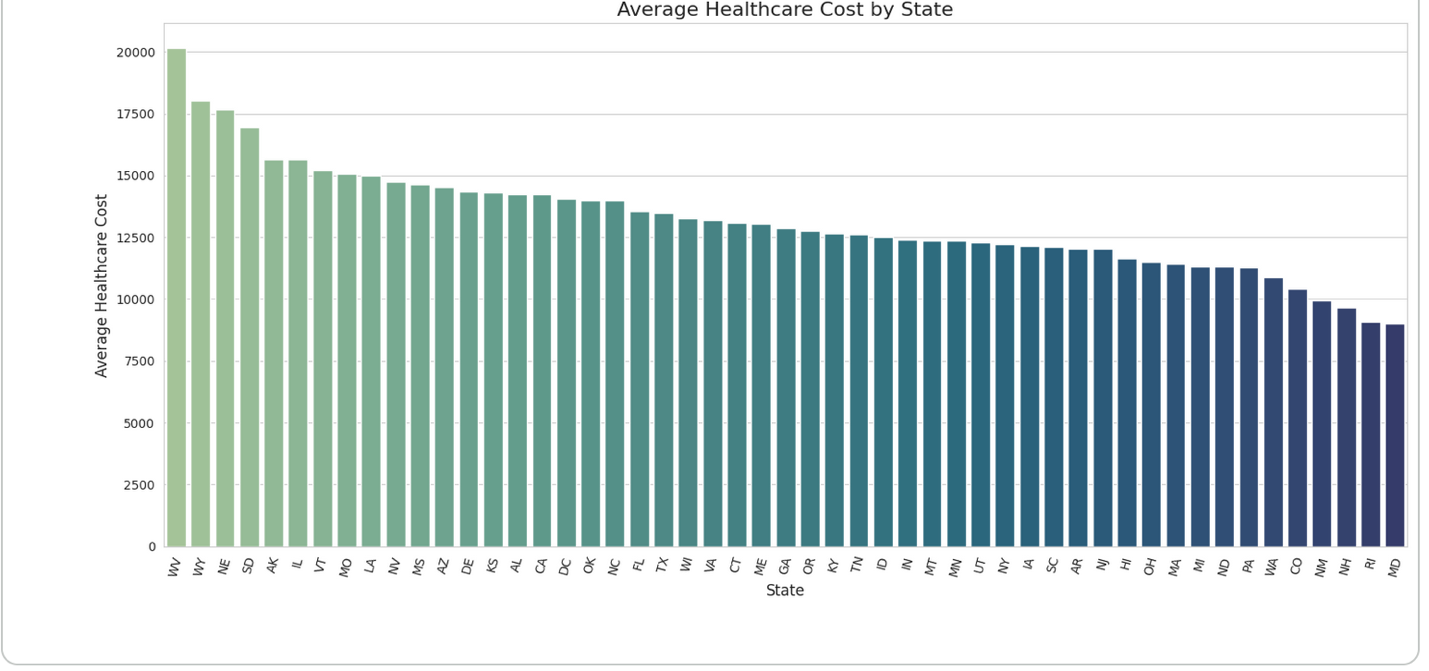 Average Healthcare Cost by State
20000
17500
15000
12500
10000
7500
5000
2500
0
Average Healthcare Cost
WV WY NE SD AK IL VT MO LA NV MS AZ DE KS AL CA DC OK NC FL TX WI VA CT ME GA OR KY TN ID IN MT MN UT NY IA SC AR NJ HI OH MA MI ND PA WA CO NM NH RI MD
State